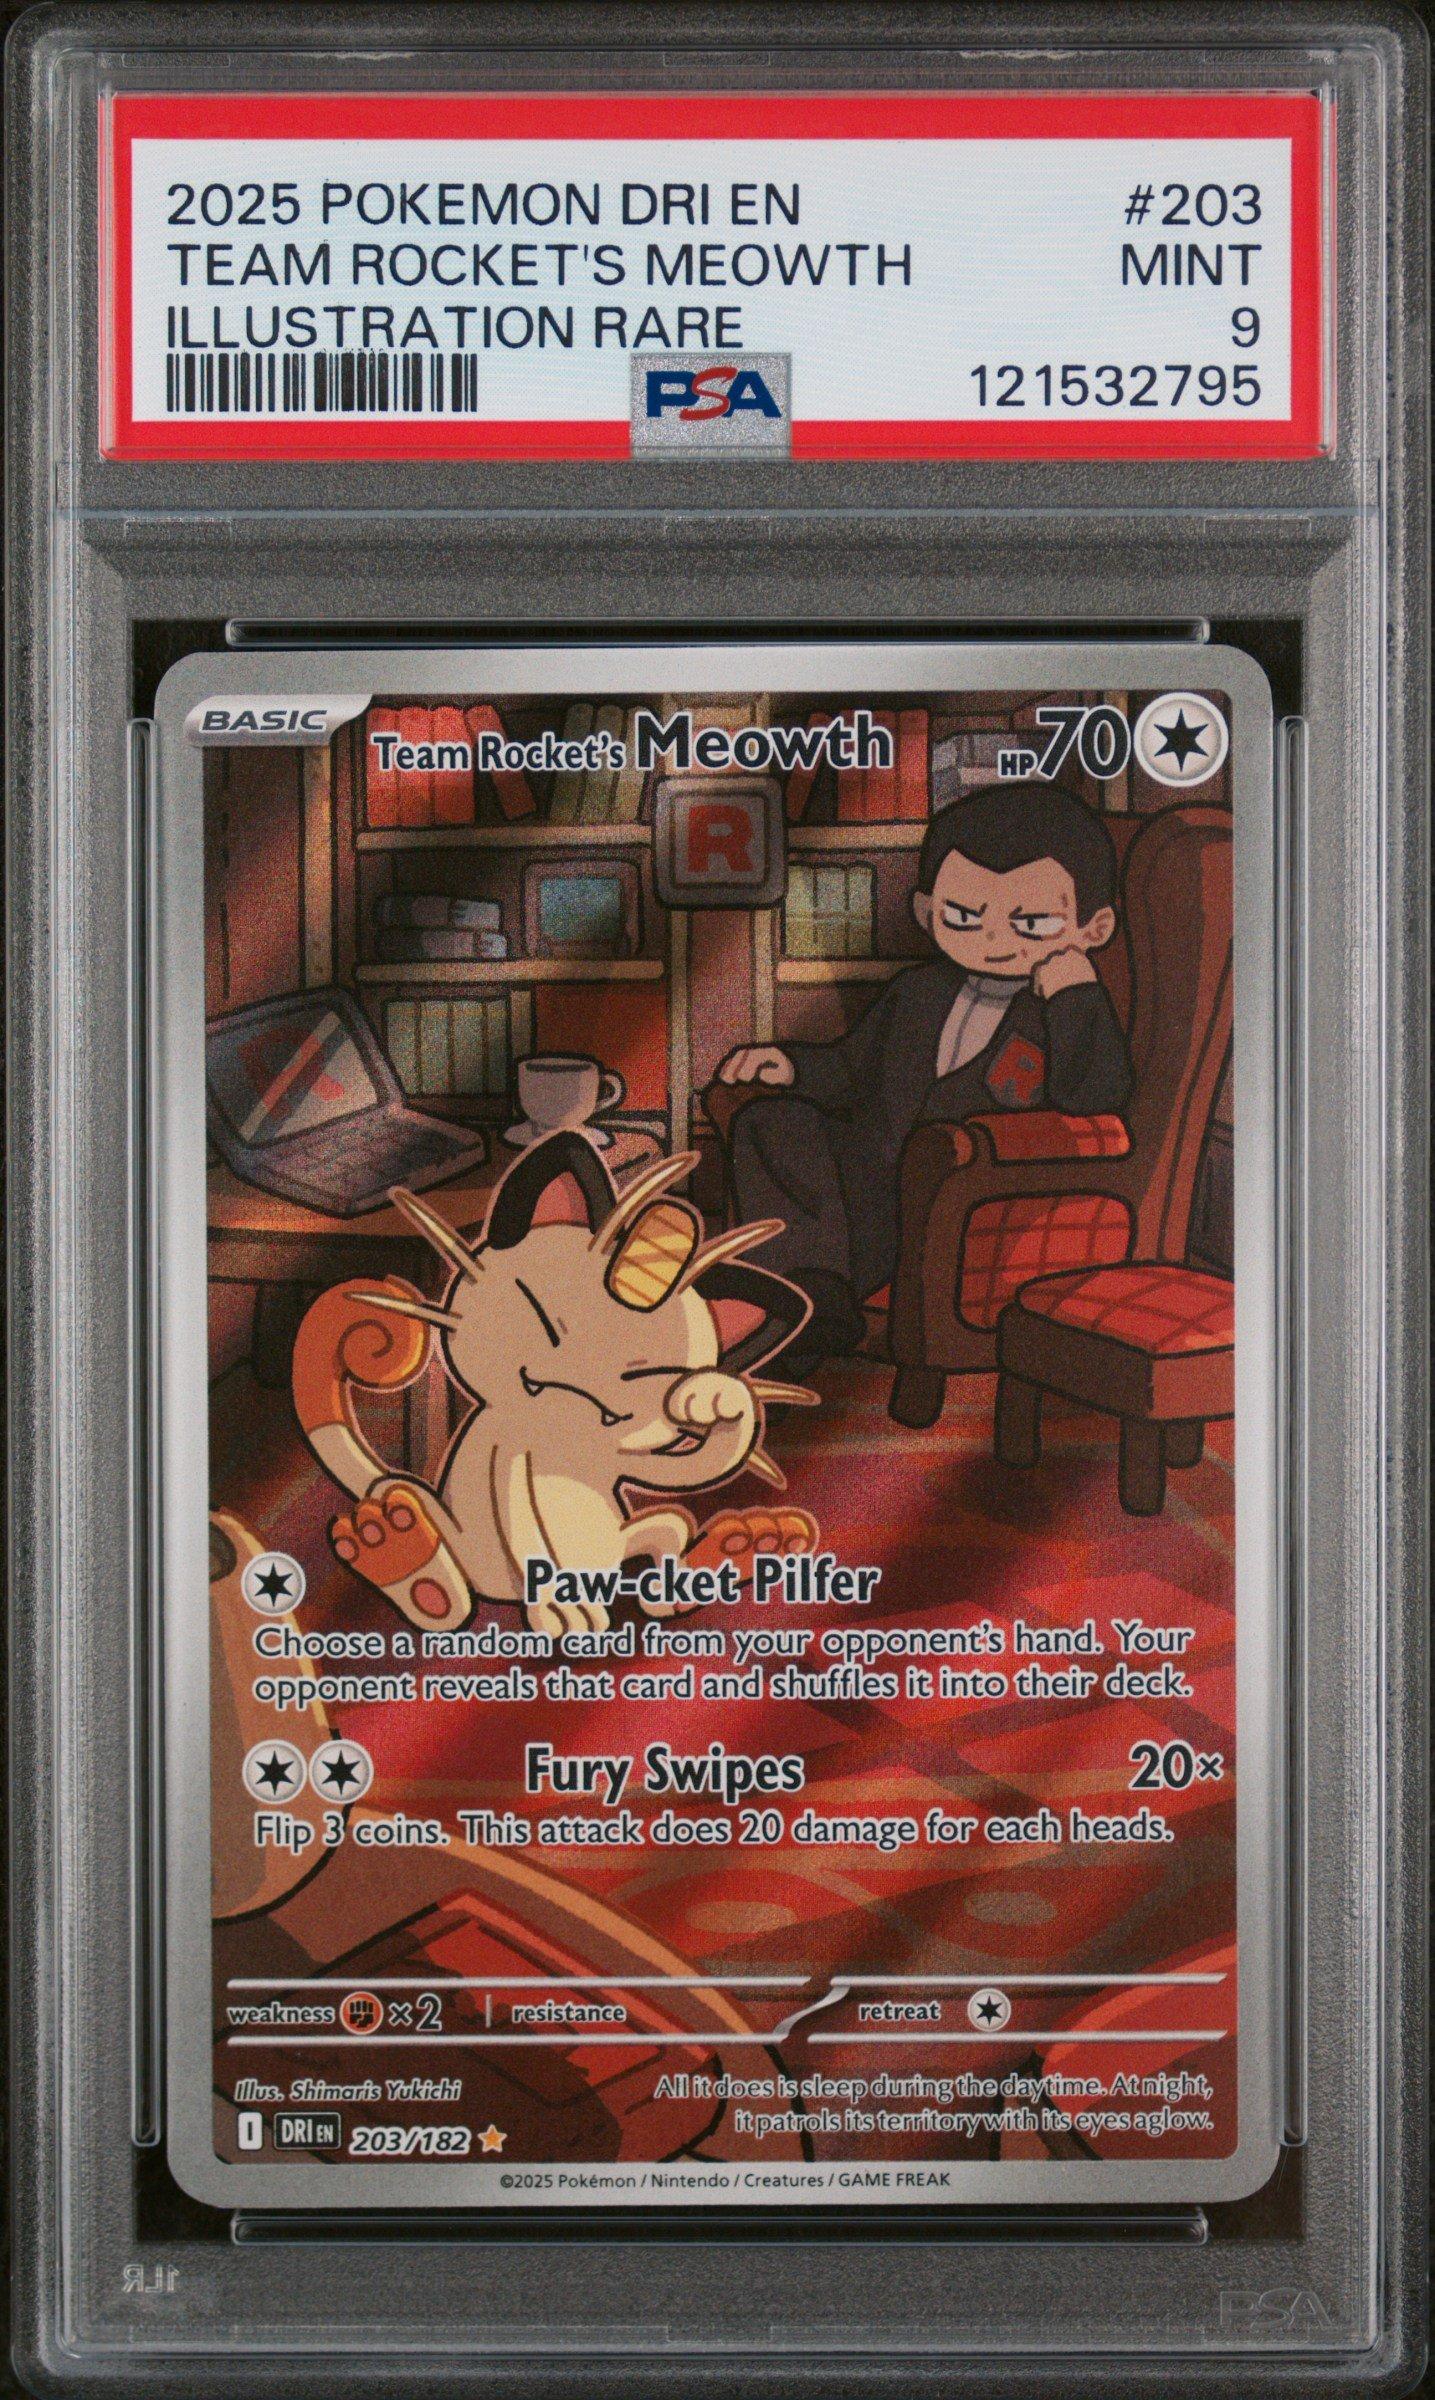 2025 POKEMON DRI EN #203
TEAM ROCKET'S MEOWTH MINT
ILLUSTRATION RARE 9
PSA 121532795
BASIC Team Rocket's Meowth HP 70
R
R
R
Paw-cket Pilfer
Choose a random card from your opponent's hand. Your
opponent reveals that card and shuffles it into their deck.
Fury Swipes 20×
Flip 3 coins. This attack does 20 damage for each heads.
weakness ×2 resistance retreat
Illus. Shimaris Yukichi
All it does is sleep during the daytime. At night,
it patrols its territory with its eyes aglow.
I DRI EN 203/182
©2025 Pokémon / Nintendo / Creatures / GAME FREAK
1LR
PSA